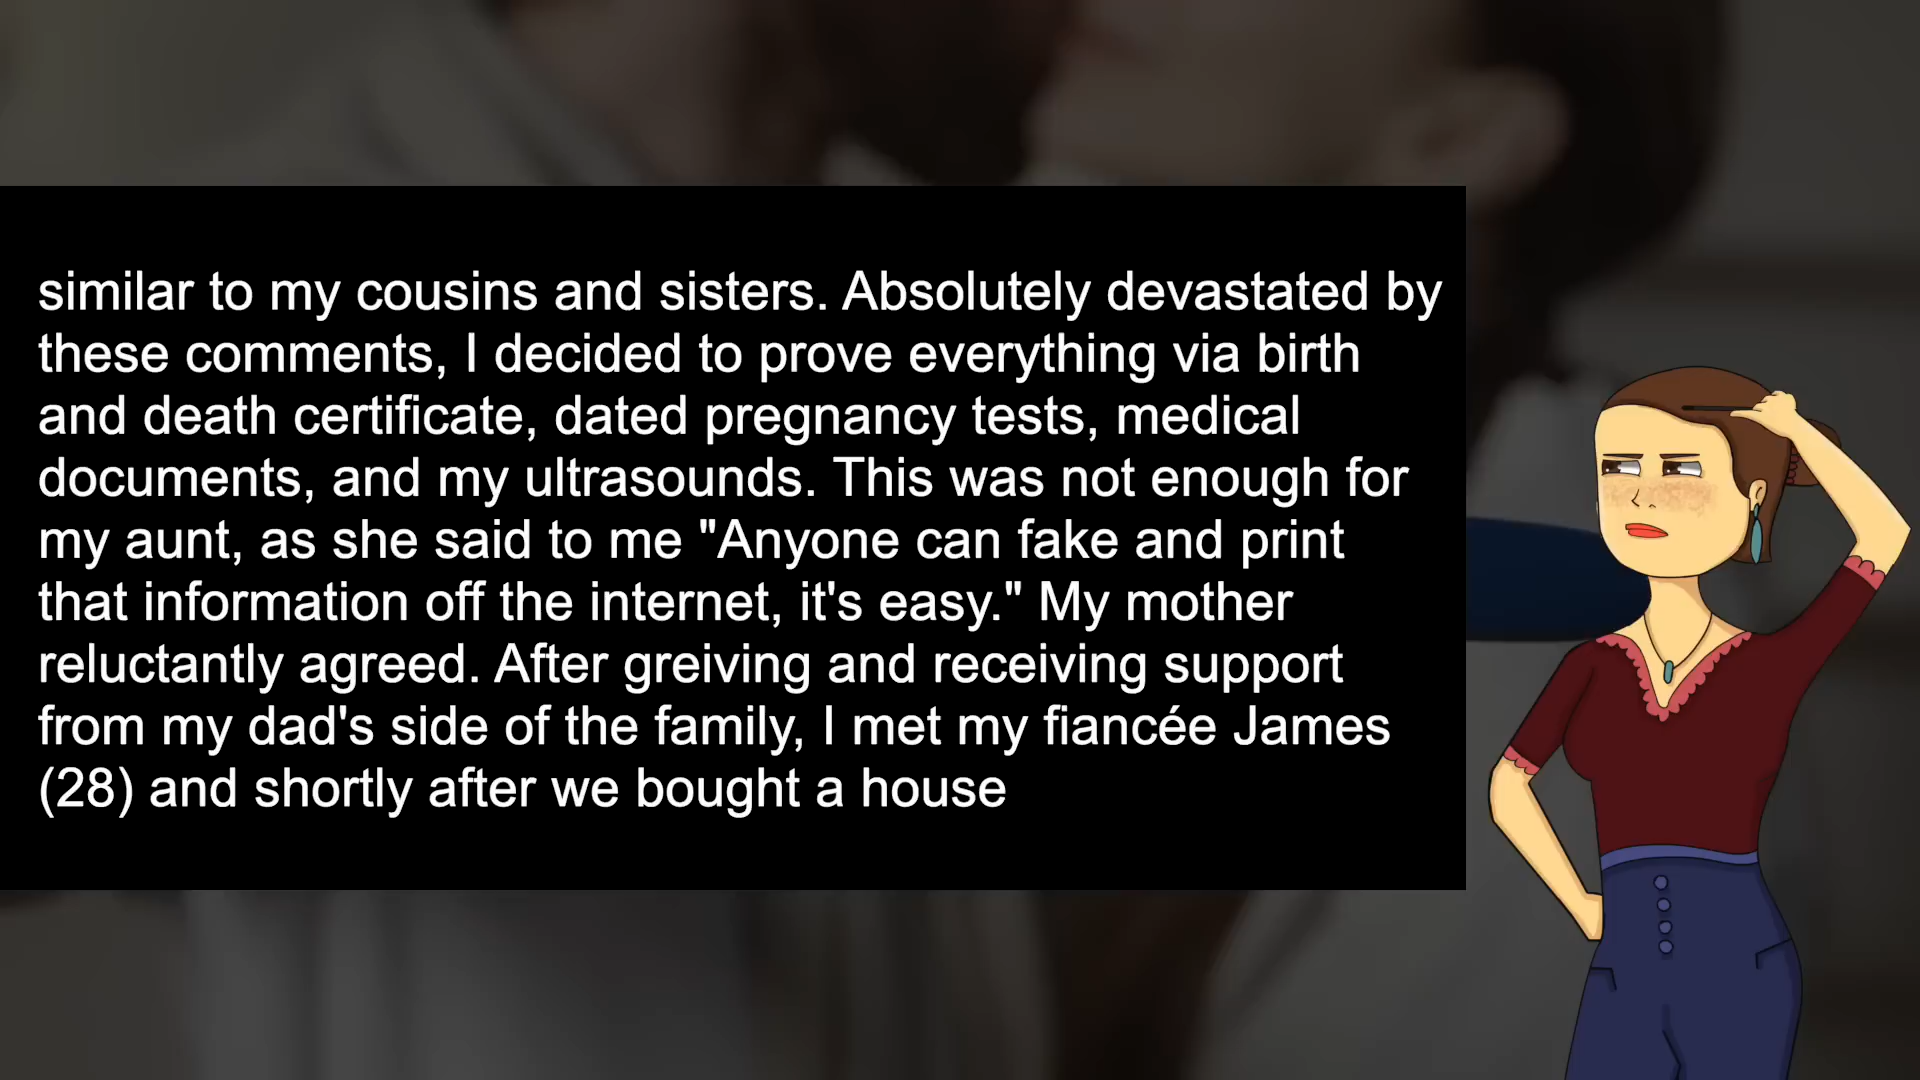 similar to my cousins and sisters. Absolutely devastated by
these comments, I decided to prove everything via birth
and death certificate, dated pregnancy tests, medical
documents, and my ultrasounds. This was not enough for
my aunt, as she said to me "Anyone can fake and print
that information off the internet, it's easy." My mother
reluctantly agreed. After greiving and receiving support
from my dad's side of the family, I met my fiancée James
(28) and shortly after we bought a house